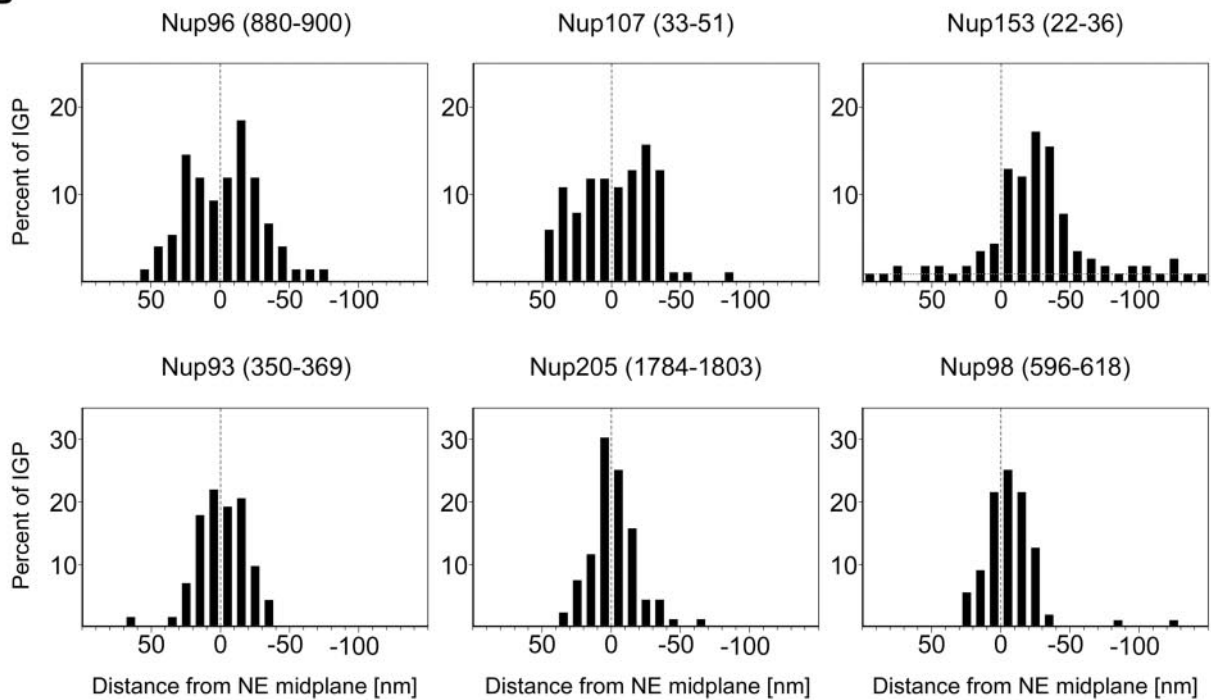 Nup96 (880-900)
Nup107 (33-51)
Nup153 (22-36)
Percent of IGP
20
10
20
10
20
10
50 0 -50 -100
50 0 -50 -100
50 0 -50 -100
Nup93 (350-369)
Nup205 (1784-1803)
Nup98 (596-618)
Percent of IGP
30
20
10
30
20
10
30
20
10
50 0 -50 -100
50 0 -50 -100
50 0 -50 -100
Distance from NE midplane [nm]
Distance from NE midplane [nm]
Distance from NE midplane [nm]